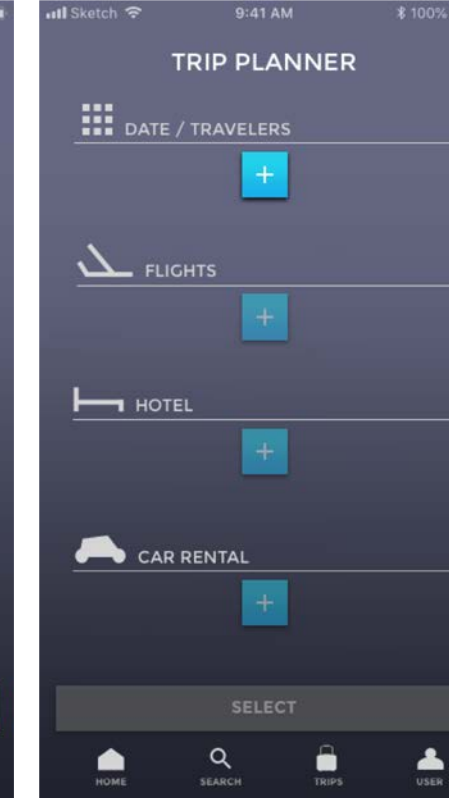 Sketch 9:41 AM 100%
TRIP PLANNER
DATE / TRAVELERS
+
FLIGHTS
+
HOTEL
+
CAR RENTAL
+
SELECT
HOME SEARCH TRIPS USER